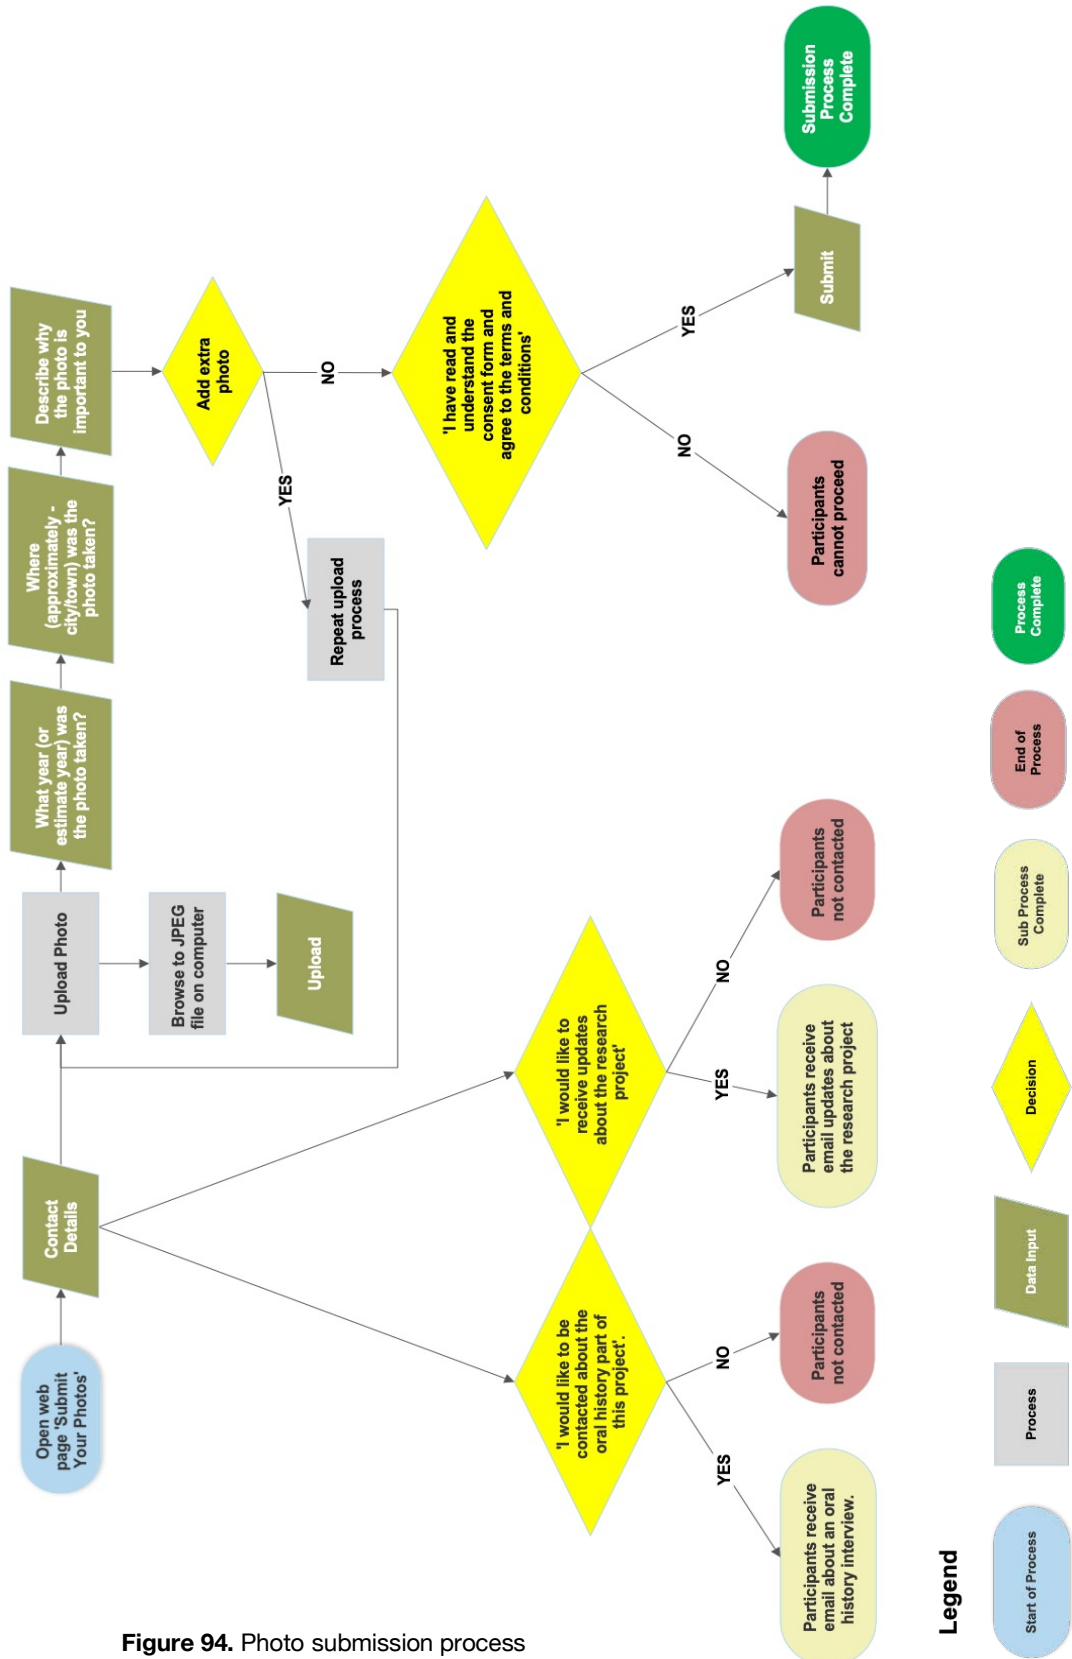 Open web
page 'Submit
Your Photos'
Contact
Details
Upload Photo
Browse to JPEG
file on computer
Upload
What year (or
estimate year) was
the photo taken?
Where
(approximately -
city/town) was the
photo taken?
Describe why
the photo is
important to you
Add extra
photo
YES
NO
Repeat upload
process
'I have read and
understand the
consent form and
agree to the terms and
conditions'
NO
YES
Participants
cannot proceed
Submit
Submission
Process
Complete
'I would like to be
contacted about the
oral history part of
this project'.
YES
NO
Participants receive
email about an oral
history interview.
Participants
not contacted
'I would like to
receive updates
about the research
project'
YES
NO
Participants receive
email updates about
the research project
Participants
not contacted
Legend
Start of Process
Process
Data Input
Decision
Sub Process
Complete
End of
Process
Process
Complete
Figure 94. Photo submission process